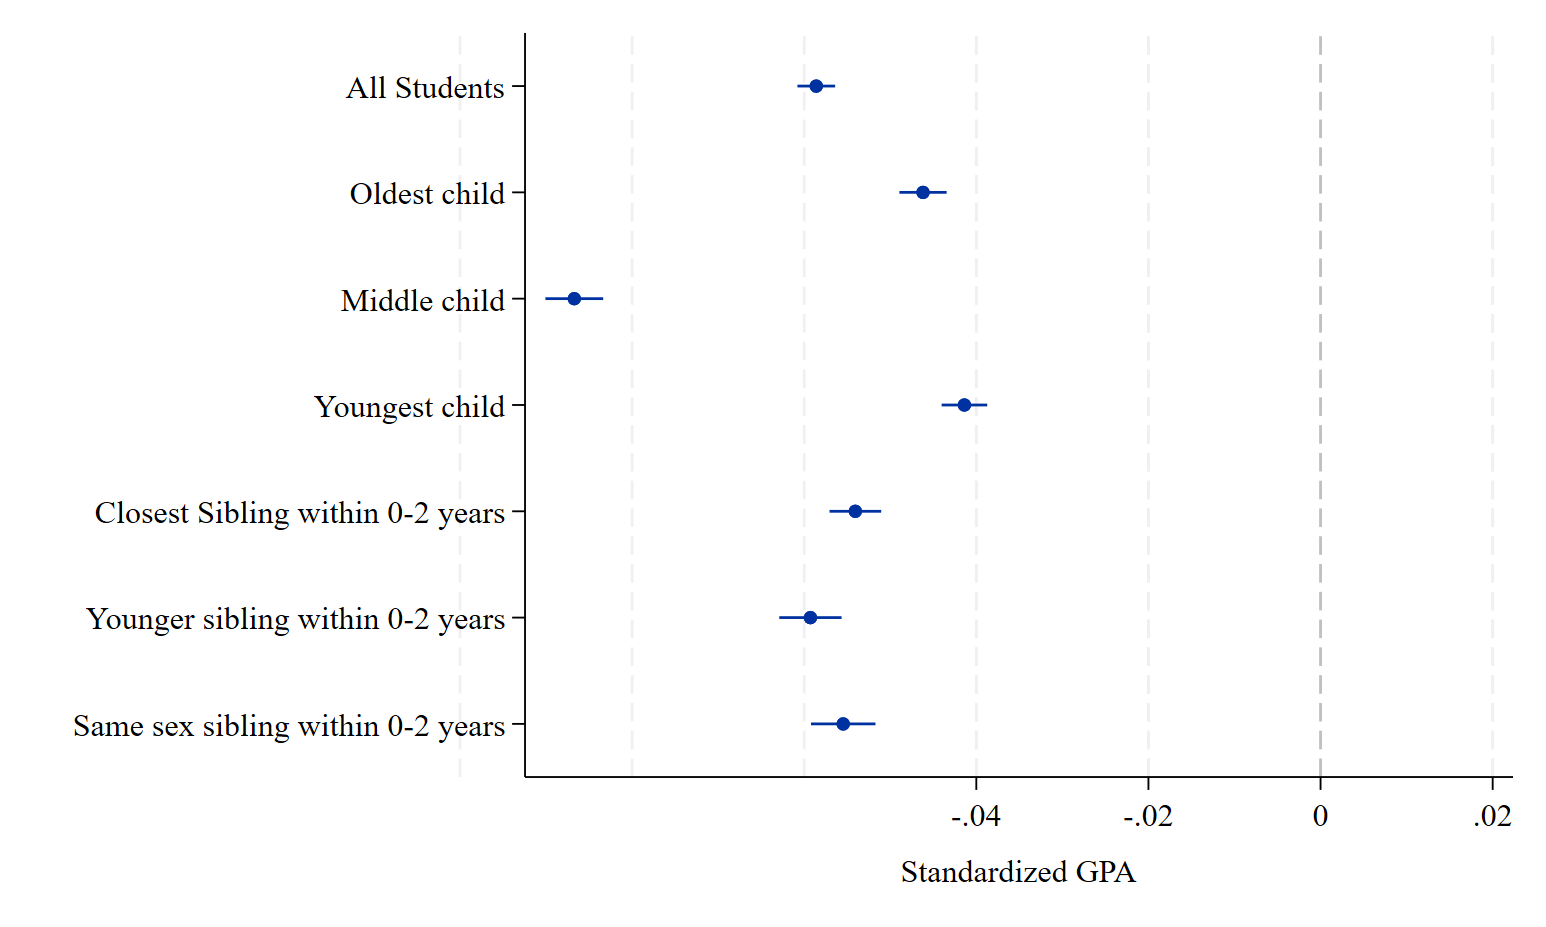 All Students
Oldest child
Middle child
Youngest child
Closest Sibling within 0-2 years
Younger sibling within 0-2 years
Same sex sibling within 0-2 years
-.04 -.02 0 .02
Standardized GPA